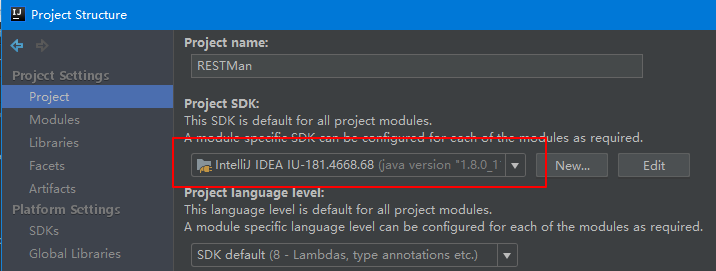 Project Structure
Project Settings
Project
Modules
Libraries
Facets
Artifacts
Platform Settings
SDKs
Global Libraries
Project name:
RESTMan
Project SDK:
This SDK is default for all project modules.
A module specific SDK can be configured for each of the modules as required.
IntelliJ IDEA IU-181.4668.68 (java version "1.8.0_1
New...
Edit
Project language level:
This language level is default for all project modules.
A module specific language level can be configured for each of the modules as required.
SDK default (8 - Lambdas, type annotations etc.)